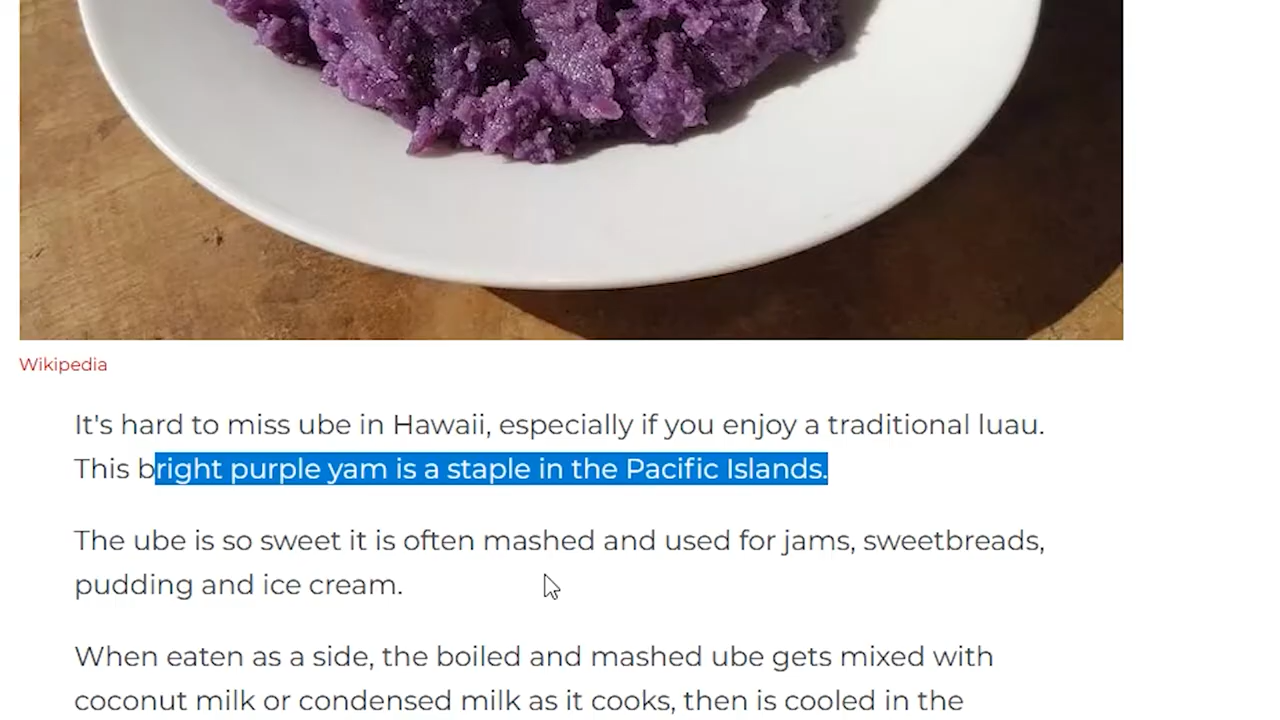 Wikipedia
It's hard to miss ube in Hawaii, especially if you enjoy a traditional luau.
This bright purple yam is a staple in the Pacific Islands.
The ube is so sweet it is often mashed and used for jams, sweetbreads,
pudding and ice cream.
When eaten as a side, the boiled and mashed ube gets mixed with
coconut milk or condensed milk as it cooks, then is cooled in the